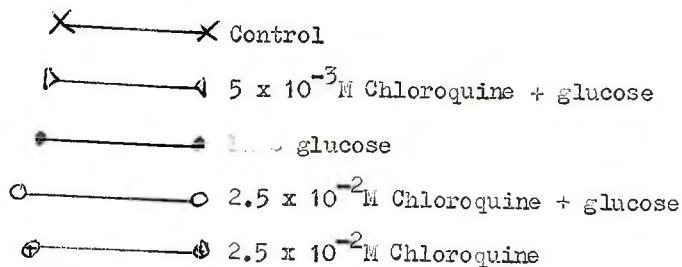 Control
5 x 10⁻³M Chloroquine + glucose
glucose
2.5 x 10⁻²M Chloroquine + glucose
2.5 x 10⁻²M Chloroquine